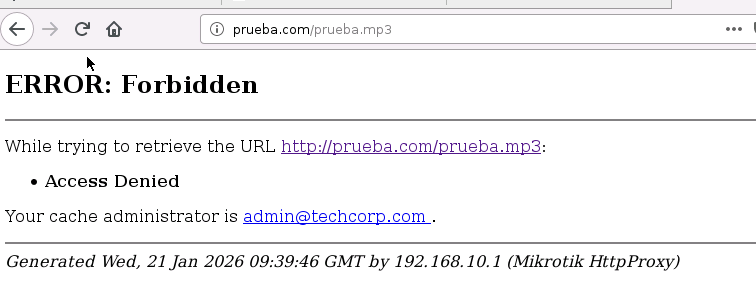 prueba.com/prueba.mp3
ERROR: Forbidden
While trying to retrieve the URL http://prueba.com/prueba.mp3:
• Access Denied
Your cache administrator is admin@techcorp.com .
Generated Wed, 21 Jan 2026 09:39:46 GMT by 192.168.10.1 (Mikrotik HttpProxy)